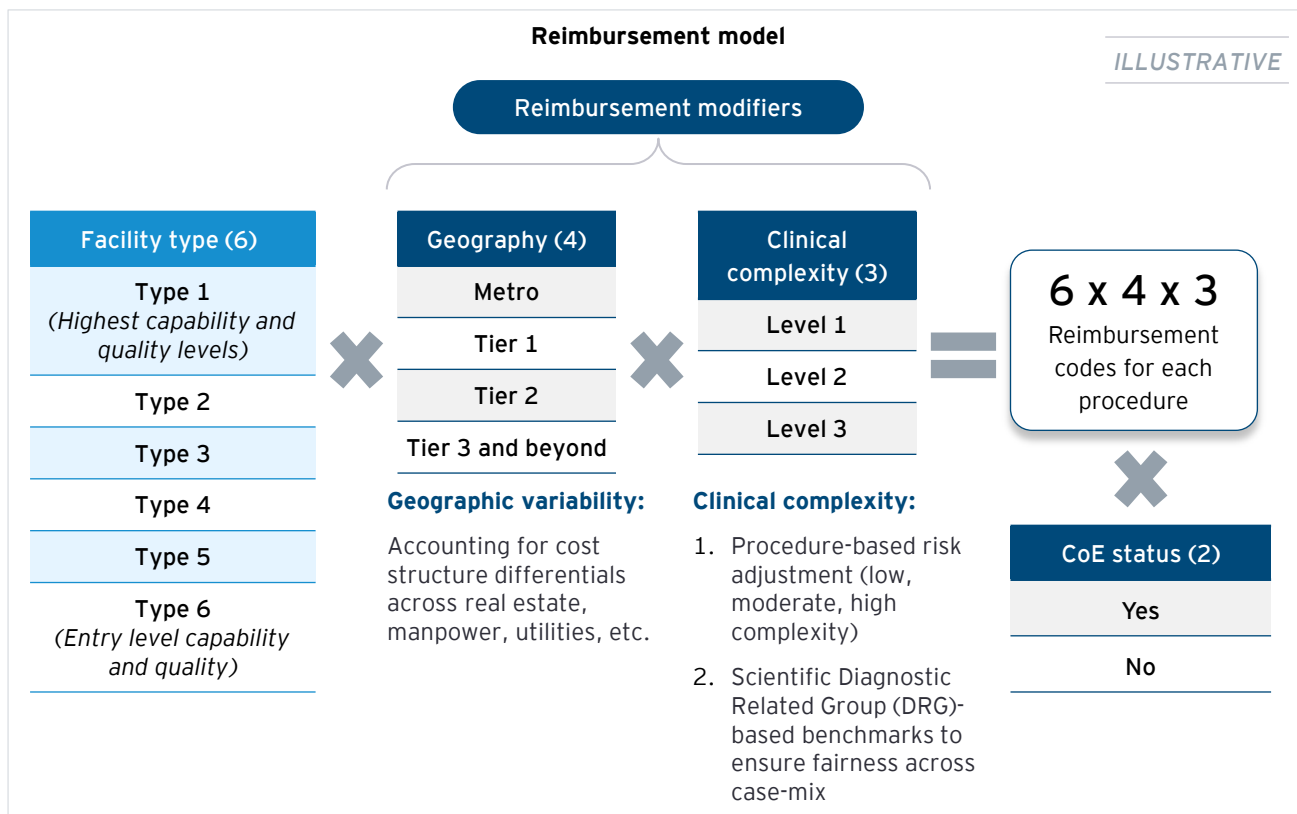 Reimbursement model
ILLUSTRATIVE
Reimbursement modifiers
Facility type (6)
Type 1
(Highest capability and
quality levels)
Type 2
Type 3
Type 4
Type 5
Type 6
(Entry level capability
and quality)
Geography (4)
Metro
Tier 1
Tier 2
Tier 3 and beyond
Geographic variability:
Accounting for cost
structure differentials
across real estate,
manpower, utilities, etc.
Clinical
complexity (3)
Level 1
Level 2
Level 3
Clinical complexity:
1. Procedure-based risk
adjustment (low,
moderate, high
complexity)
2. Scientific Diagnostic
Related Group (DRG)-
based benchmarks to
ensure fairness across
case-mix
6 x 4 x 3
Reimbursement
codes for each
procedure
CoE status (2)
Yes
No